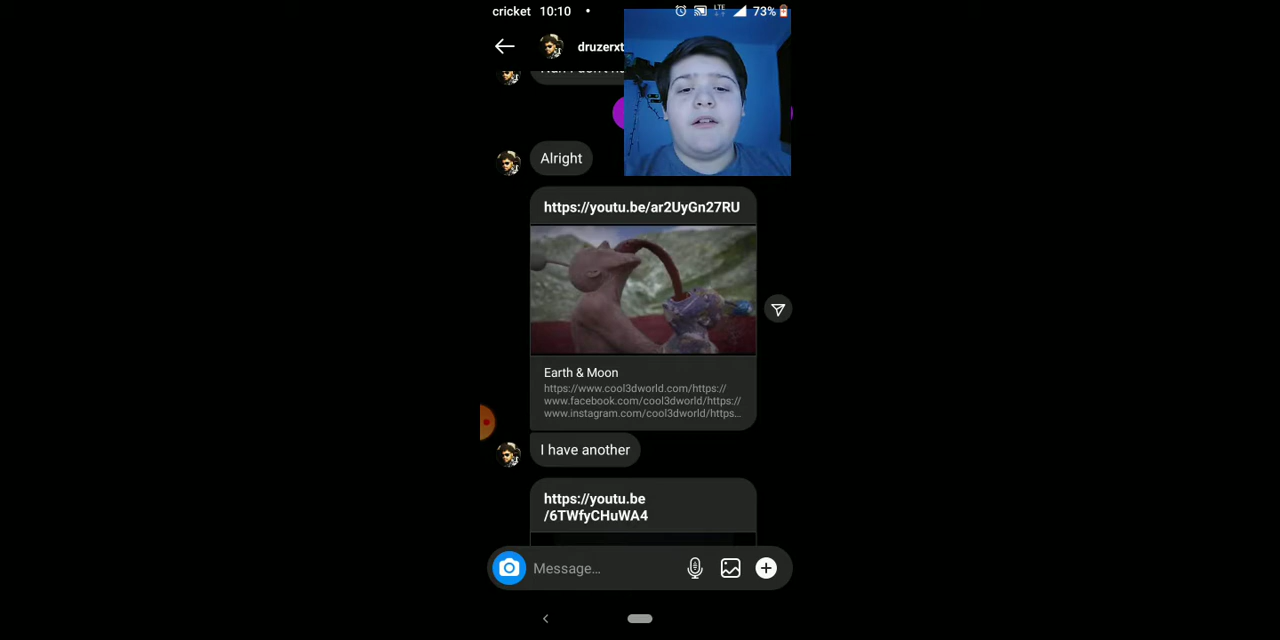 cricket 10:10
LTE
73%
druzerxt
Alright
https://youtu.be/ar2UyGn27RU
Earth & Moon
https://www.cool3dworld.com/https://
www.facebook.com/cool3dworld/https://
www.instagram.com/cool3dworld/https...
I have another
https://youtu.be
/6TWfyCHuWA4
Message...